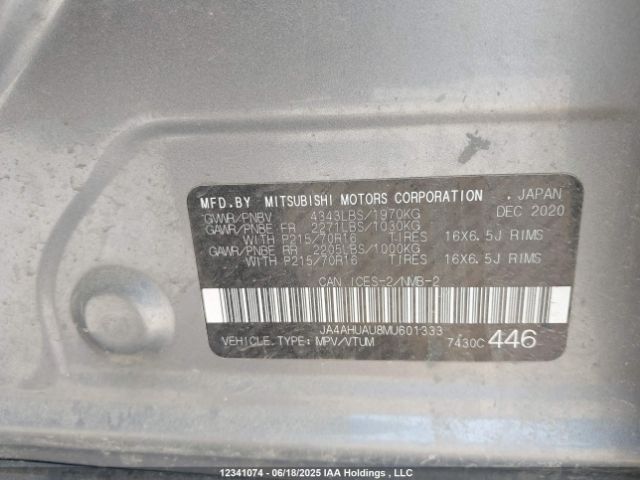 MFD.BY MITSUBISHI MOTORS CORPORATION . JAPAN
GVWR/PNBV 4343LBS/1970KG DEC 2020
GAWR/PNBE FR 2271LBS/1030KG
WITH P215/70R16 TIRES 16X6.5J RIMS
GAWR/PNBE RR 2205LBS/1000KG
WITH P215/70R16 TIRES 16X6.5J RIMS
CAN ICES-2/NMB-2
JA4AHUAU8MU601333
VEHICLE.TYPE: MPV/VTUM 7430C 446
12341074 - 06/18/2025 IAA Holdings , LLC